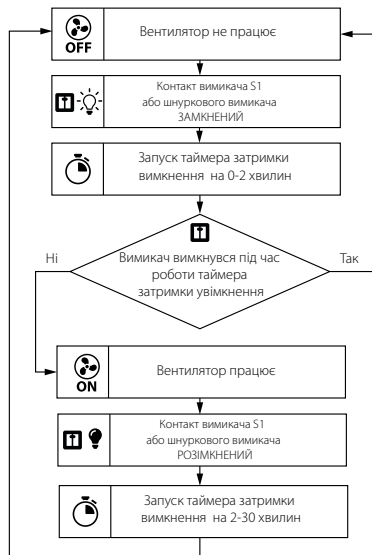 OFF
Вентилятор не працює
Контакт вимикача S1
або шнуркового вимикача
ЗАМКНЕНИЙ
Запуск таймера затримки
вимкнення на 0-2 хвилин
Ні
Вимикач вимкнувся під час
роботи таймера
затримки увімкнення
Так
ON
Вентилятор працює
Контакт вимикача S1
або шнуркового вимикача
РОЗІМКНЕНИЙ
Запуск таймера затримки
вимкнення на 2-30 хвилин